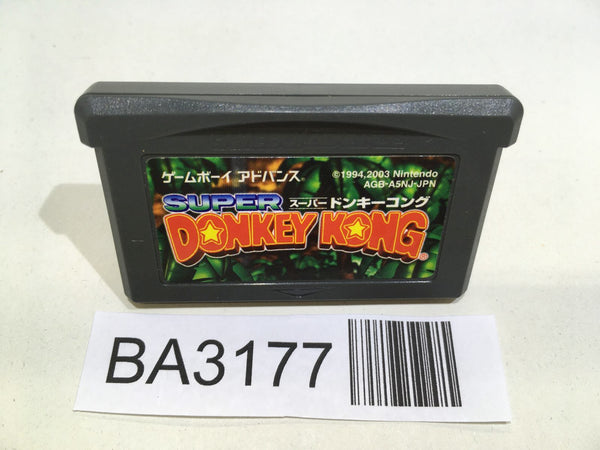 ゲームボーイ アドバンス
©1994,2003 Nintendo
AGB-A5NJ-JPN
SUPER スーパー ドンキーコング
DONKEY KONG®
BA3177